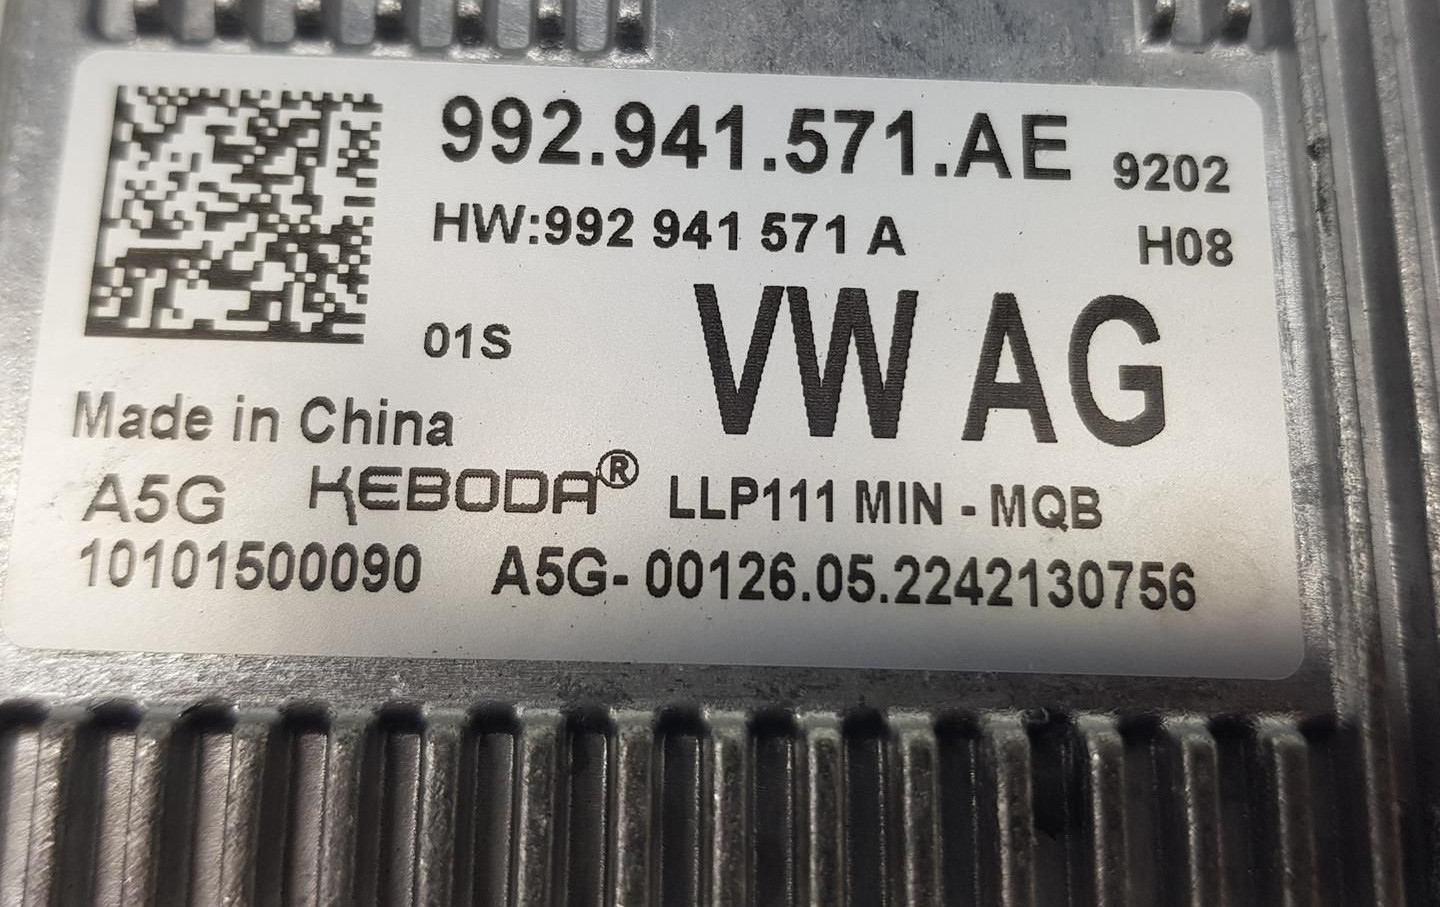 992.941.571.AE 9202
HW:992 941 571 A H08
01S VW AG
Made in China
A5G KEBODA® LLP111 MIN - MQB
10101500090 A5G- 00126.05.2242130756